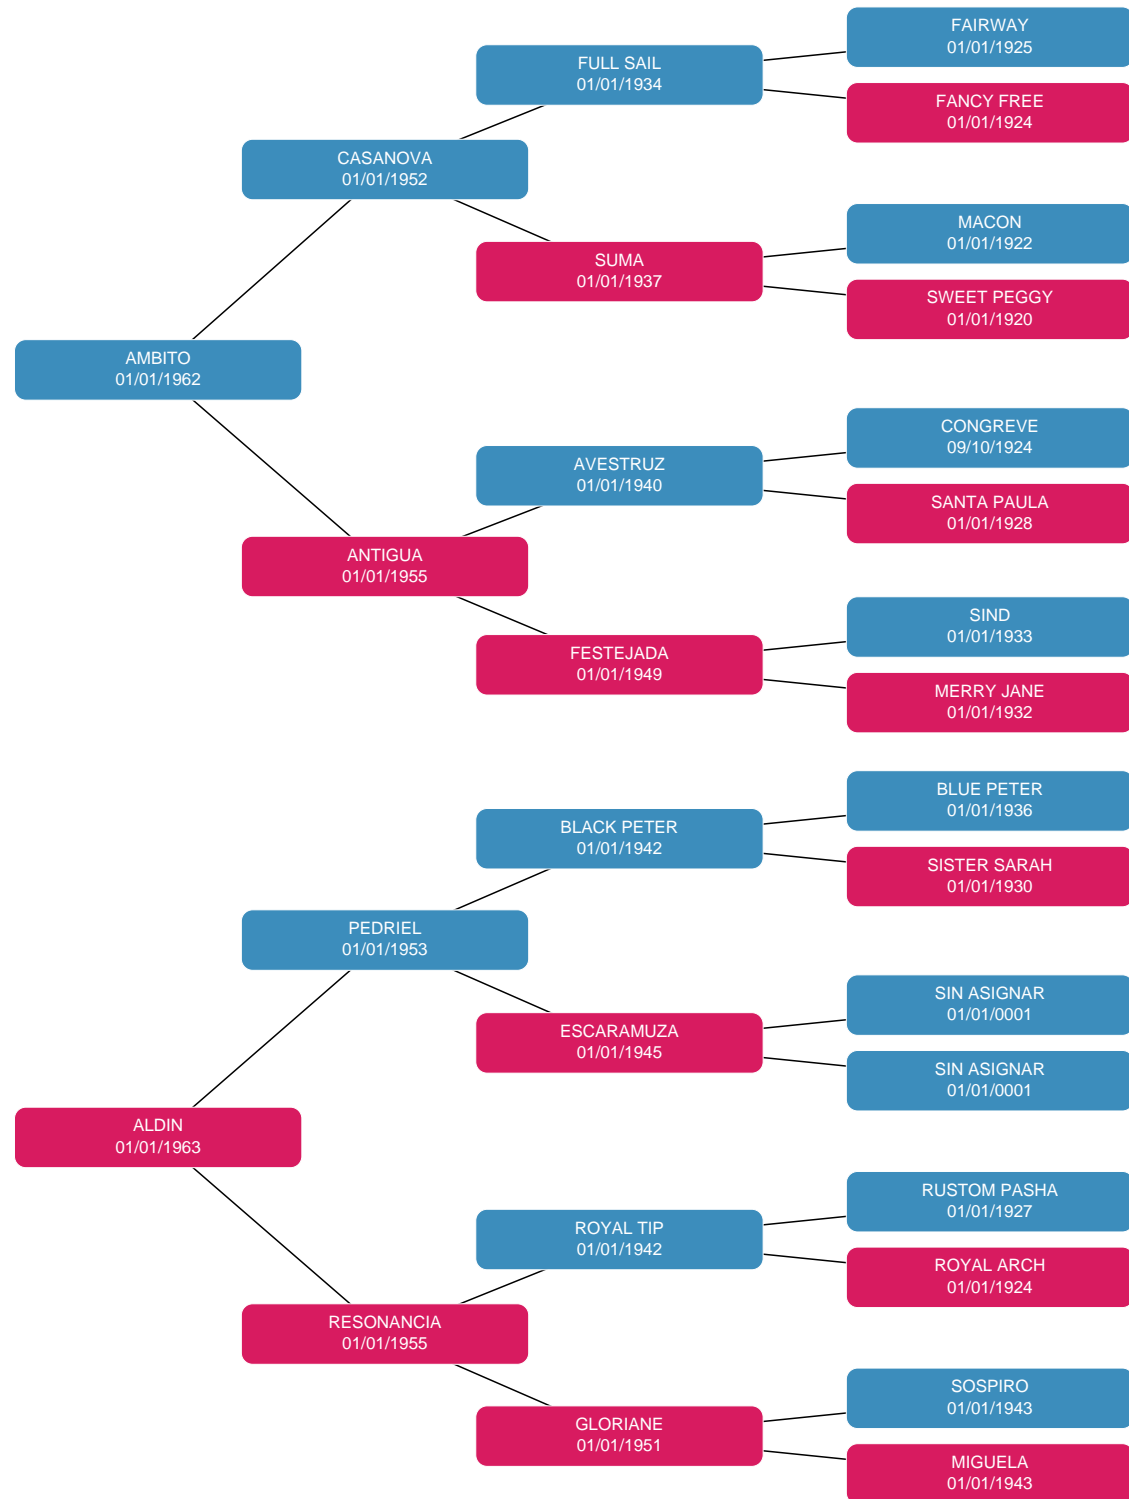 FAIRWAY
01/01/1925
FULL SAIL
01/01/1934
FANCY FREE
01/01/1924
CASANOVA
01/01/1952
MACON
01/01/1922
SUMA
01/01/1937
SWEET PEGGY
01/01/1920
AMBITO
01/01/1962
CONGREVE
09/10/1924
AVESTRUZ
01/01/1940
SANTA PAULA
01/01/1928
ANTIGUA
01/01/1955
SIND
01/01/1933
FESTEJADA
01/01/1949
MERRY JANE
01/01/1932
BLUE PETER
01/01/1936
BLACK PETER
01/01/1942
SISTER SARAH
01/01/1930
PEDRIEL
01/01/1953
SIN ASIGNAR
01/01/0001
ESCARAMUZA
01/01/1945
SIN ASIGNAR
01/01/0001
ALDIN
01/01/1963
RUSTOM PASHA
01/01/1927
ROYAL TIP
01/01/1942
ROYAL ARCH
01/01/1924
RESONANCIA
01/01/1955
SOSPIRO
01/01/1943
GLORIANE
01/01/1951
MIGUELA
01/01/1943